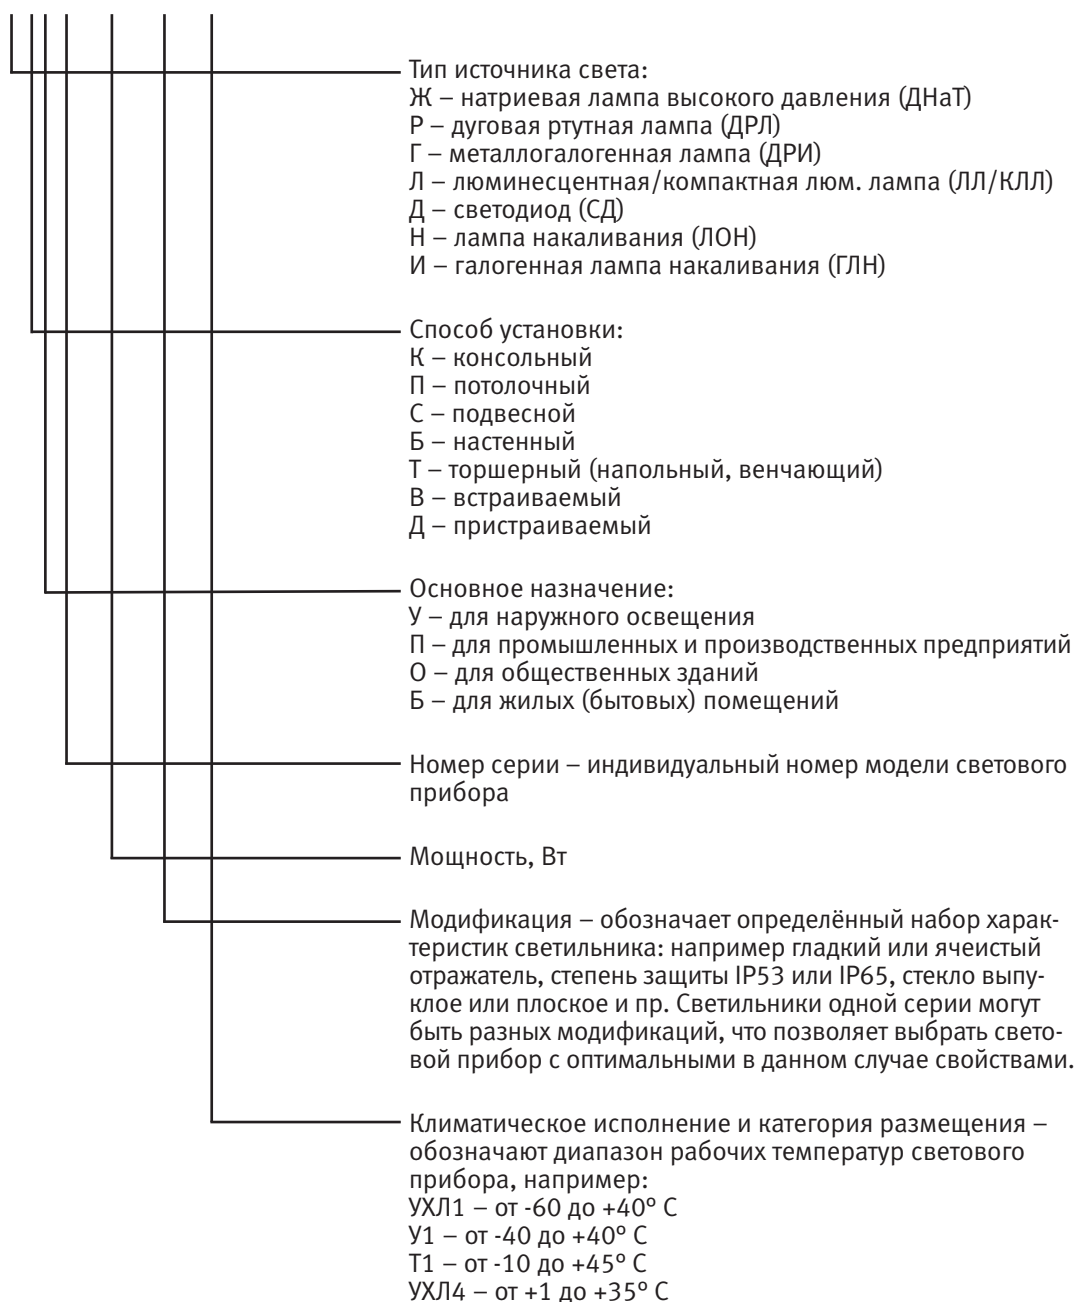 Тип источника света:
Ж – натриевая лампа высокого давления (ДНаТ)
Р – дуговая ртутная лампа (ДРЛ)
Г – металлогалогенная лампа (ДРИ)
Л – люминесцентная/компактная люм. лампа (ЛЛ/КЛЛ)
Д – светодиод (СД)
Н – лампа накаливания (ЛОН)
И – галогенная лампа накаливания (ГЛН)
Способ установки:
К – консольный
П – потолочный
С – подвесной
Б – настенный
Т – торшерный (напольный, венчающий)
В – встраиваемый
Д – пристраиваемый
Основное назначение:
У – для наружного освещения
П – для промышленных и производственных предприятий
О – для общественных зданий
Б – для жилых (бытовых) помещений
Номер серии – индивидуальный номер модели светового
прибора
Мощность, Вт
Модификация – обозначает определённый набор харак-
теристик светильника: например гладкий или ячеистый
отражатель, степень защиты IP53 или IP65, стекло выпу-
клое или плоское и пр. Светильники одной серии могут
быть разных модификаций, что позволяет выбрать свето-
вой прибор с оптимальными в данном случае свойствами.
Климатическое исполнение и категория размещения –
обозначают диапазон рабочих температур светового
прибора, например:
УХЛ1 – от -60 до +40º С
У1 – от -40 до +40º С
Т1 – от -10 до +45º С
УХЛ4 – от +1 до +35º С